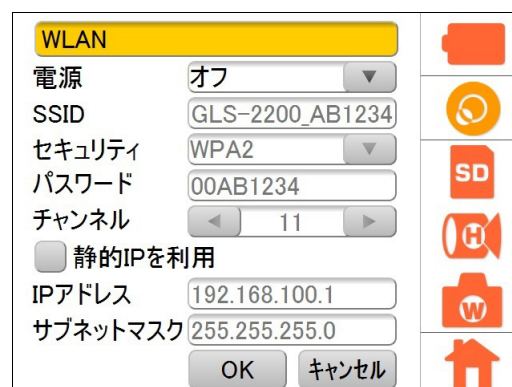 WLAN
電源 オフ
SSID GLS-2200_AB1234
セキュリティ WPA2
パスワード 00AB1234
チャンネル 11
静的IPを利用
IPアドレス 192.168.100.1
サブネットマスク 255.255.255.0
OK キャンセル
SD
H
W